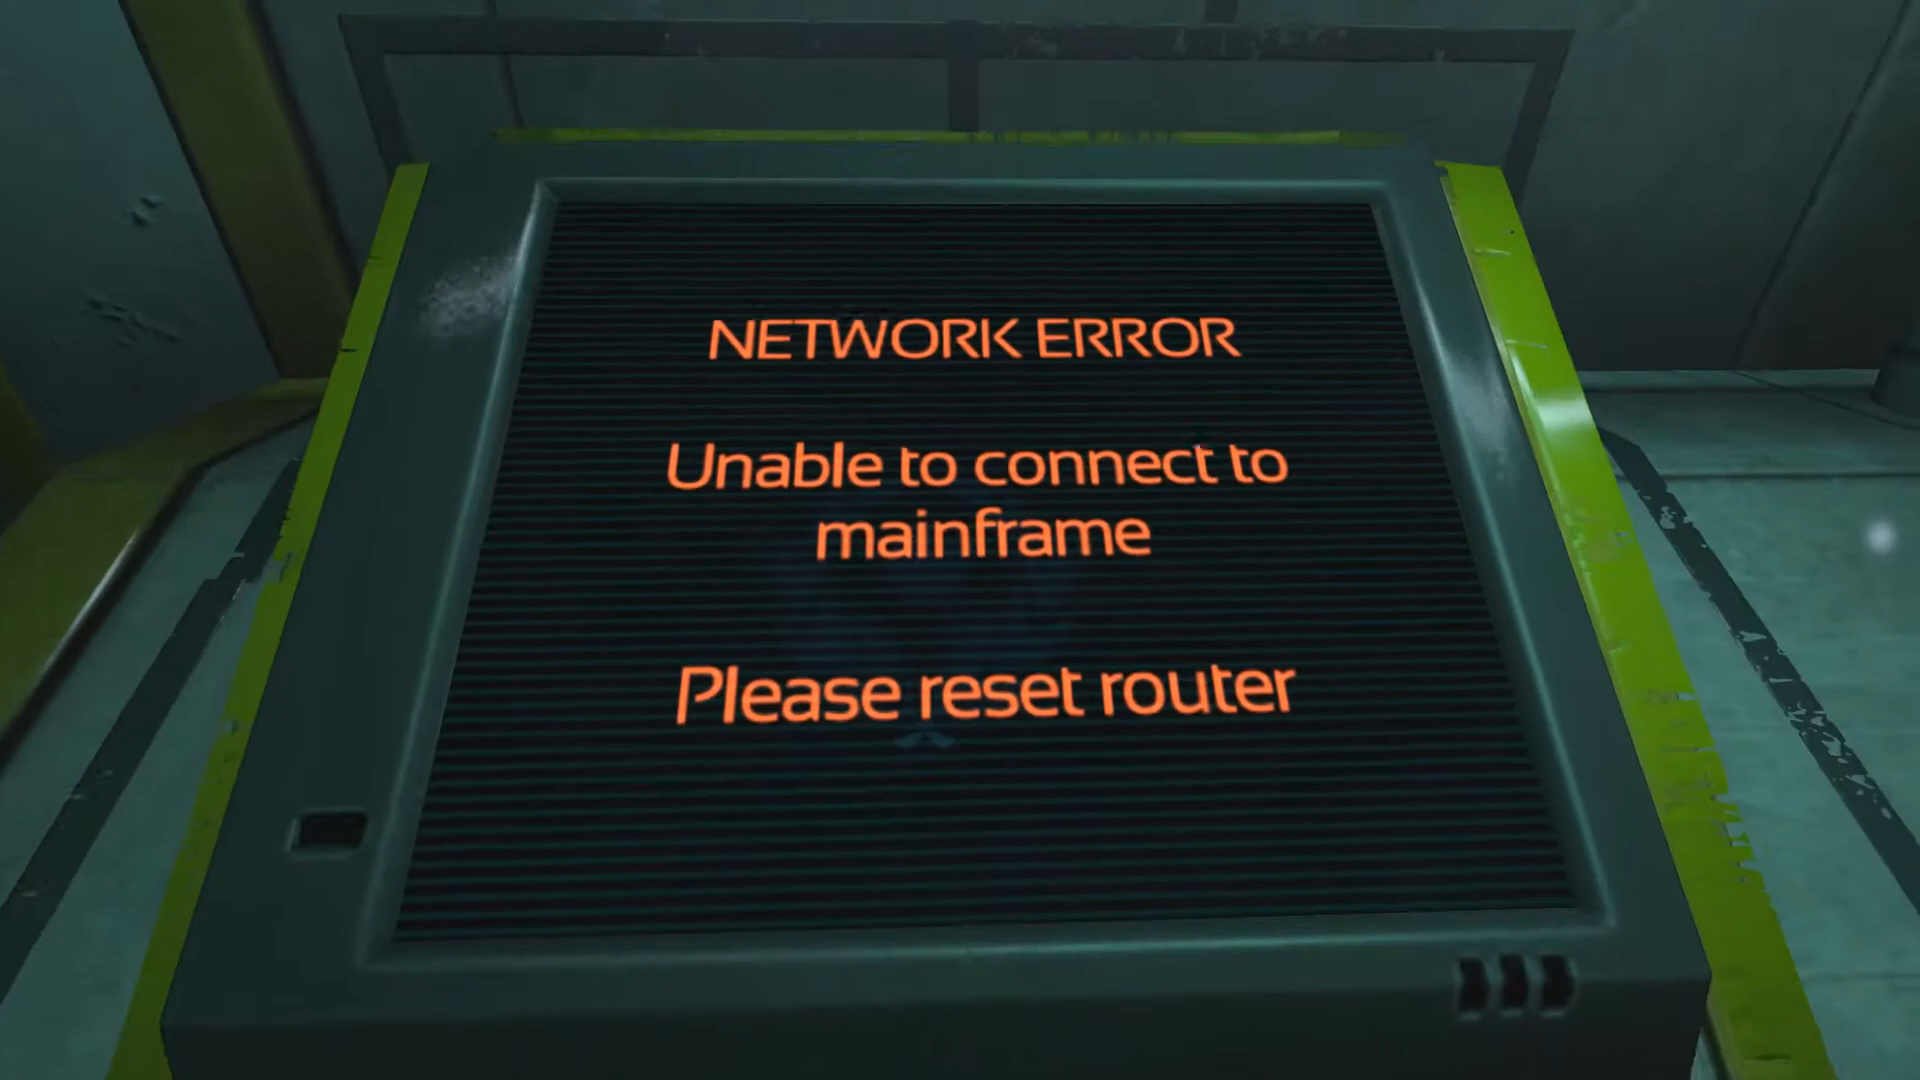 NETWORK ERROR
Unable to connect to
mainframe
Please reset router